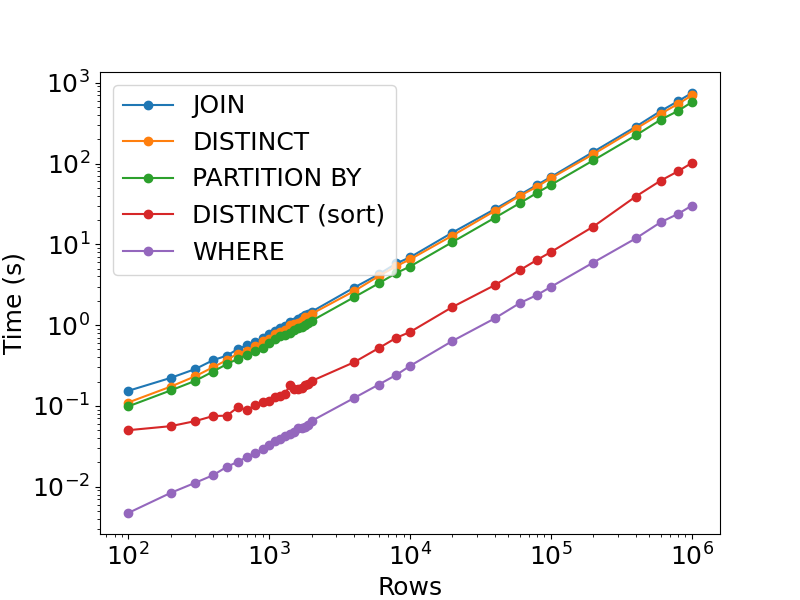 10³
10²
10¹
10⁰
10⁻¹
10⁻²
Time (s)
JOIN
DISTINCT
PARTITION BY
DISTINCT (sort)
WHERE
10² 10³ 10⁴ 10⁵ 10⁶
Rows